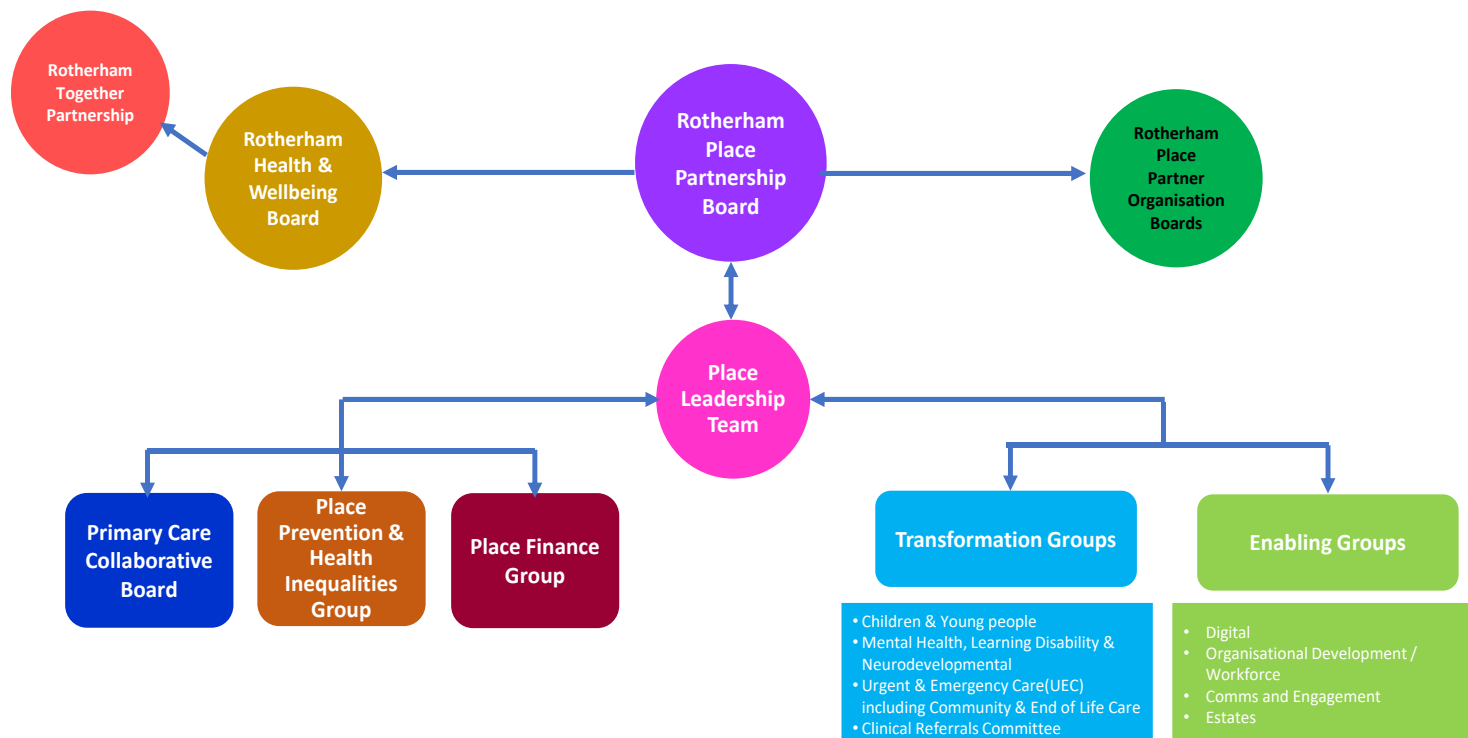 Rotherham
Together
Partnership
Rotherham
Health &
Wellbeing
Board
Rotherham
Place
Partnership
Board
Rotherham
Place
Partner
Organisation
Boards
Place
Leadership
Team
Primary Care
Collaborative
Board
Place
Prevention &
Health
Inequalities
Group
Place Finance
Group
Transformation Groups
Enabling Groups
• Children & Young people
• Mental Health, Learning Disability &
Neurodevelopmental
• Urgent & Emergency Care(UEC)
including Community & End of Life Care
• Clinical Referrals Committee
• Digital
• Organisational Development /
Workforce
• Comms and Engagement
• Estates